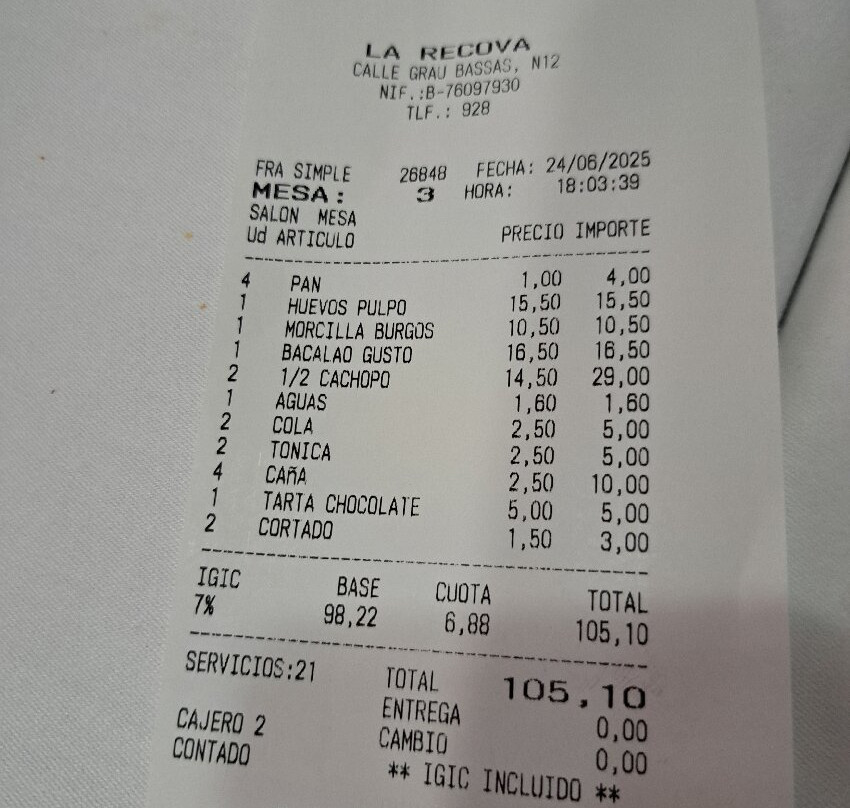 LA RECOVA
CALLE GRAU BASSAS, N12
NIF.:B-76097930
TLF.: 928
FRA SIMPLE 26848 FECHA: 24/06/2025
MESA: 3 HORA: 18:03:39
SALON MESA
Ud ARTICULO PRECIO IMPORTE
4 PAN 1,00 4,00
1 HUEVOS PULPO 15,50 15,50
1 MORCILLA BURGOS 10,50 10,50
1 BACALAO GUSTO 16,50 16,50
2 1/2 CACHOPO 14,50 29,00
1 AGUAS 1,60 1,60
2 COLA 2,50 5,00
2 TONICA 2,50 5,00
4 CAñA 2,50 10,00
1 TARTA CHOCOLATE 5,00 5,00
2 CORTADO 1,50 3,00
IGIC BASE CUOTA TOTAL
7% 98,22 6,88 105,10
SERVICIOS:21 TOTAL 105,10
ENTREGA 0,00
CAJERO 2 CAMBIO 0,00
CONTADO ** IGIC INCLUIDO **